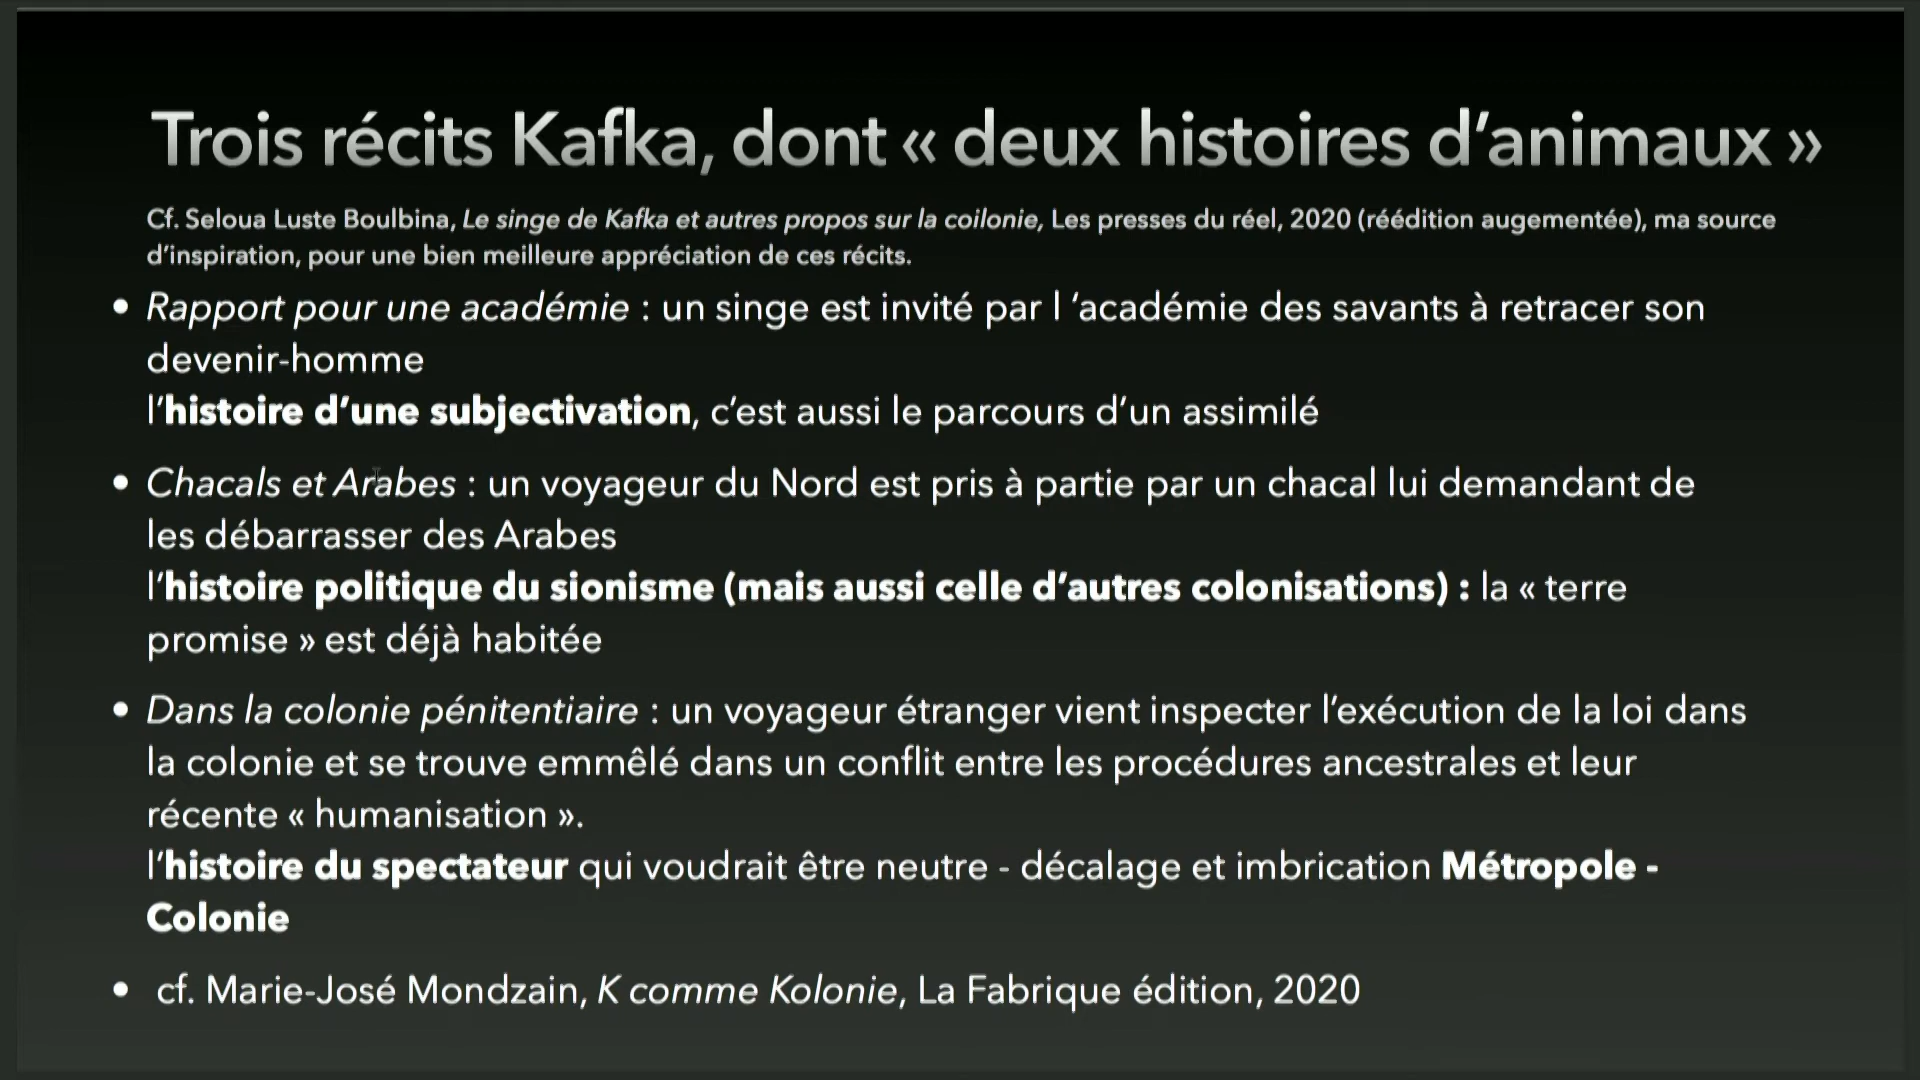 Trois récits Kafka, dont « deux histoires d’animaux »
Cf. Seloua Luste Boulbina, Le singe de Kafka et autres propos sur la coilonie, Les presses du réel, 2020 (réédition augementée), ma source
d’inspiration, pour une bien meilleure appréciation de ces récits.
• Rapport pour une académie : un singe est invité par l ’académie des savants à retracer son
devenir-homme
l’histoire d’une subjectivation, c’est aussi le parcours d’un assimilé
• Chacals et Arabes : un voyageur du Nord est pris à partie par un chacal lui demandant de
les débarrasser des Arabes
l’histoire politique du sionisme (mais aussi celle d’autres colonisations) : la « terre
promise » est déjà habitée
• Dans la colonie pénitentiaire : un voyageur étranger vient inspecter l’exécution de la loi dans
la colonie et se trouve emmêlé dans un conflit entre les procédures ancestrales et leur
récente « humanisation ».
l’histoire du spectateur qui voudrait être neutre - décalage et imbrication Métropole -
Colonie
• cf. Marie-José Mondzain, K comme Kolonie, La Fabrique édition, 2020